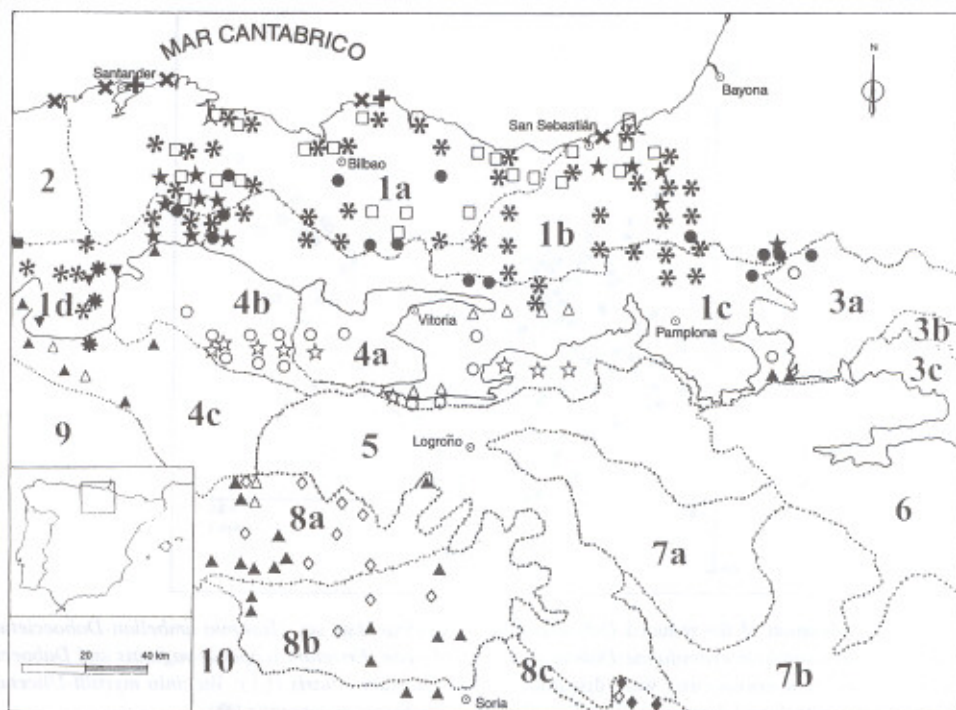 MAR CANTABRICO
N
Santander
Bayona
San Sebastián
Bilbao
2
1a
1b
1d
4b
Vitoria
4a
1c
Pamplona
3a
3b
3c
9
4c
5
Logroño
6
8a
7a
8b
10
8c
7b
20 40 km
Soria